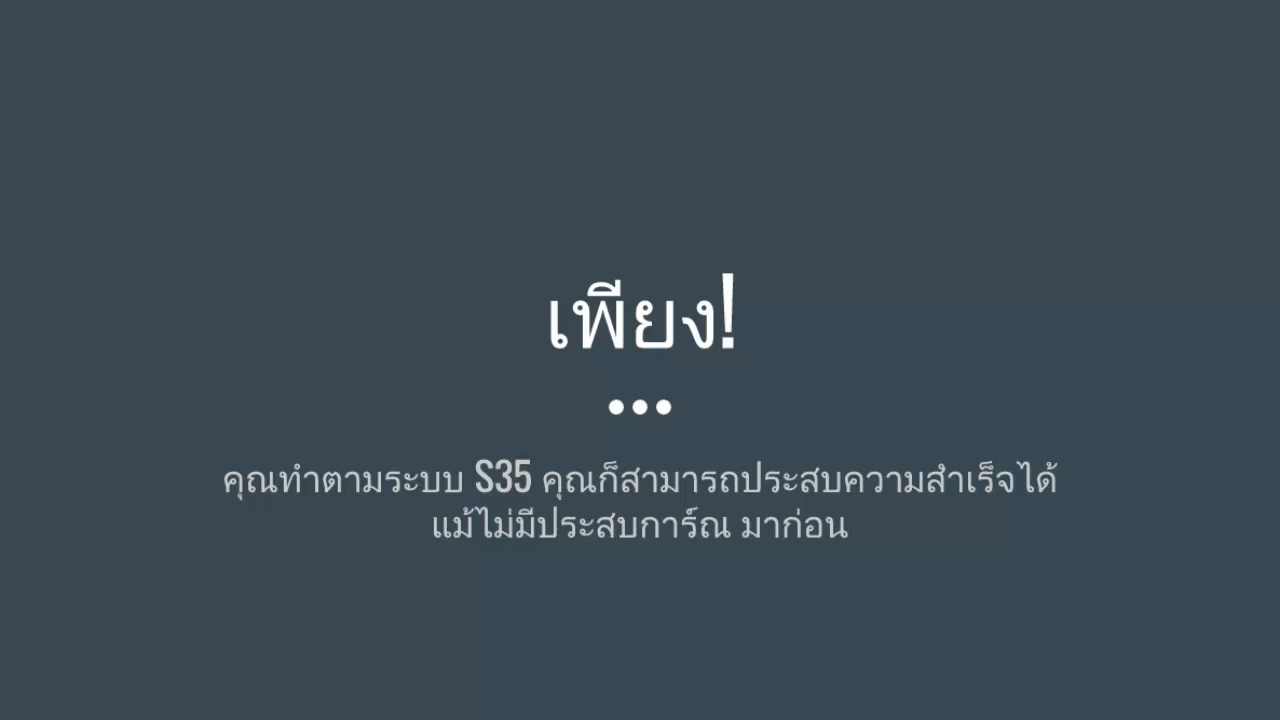 เพียง!
คุณทำตามระบบ S35 คุณก็สามารถประสบความสำเร็จได้
แม้ไม่มีประสบการ์ณ มาก่อน